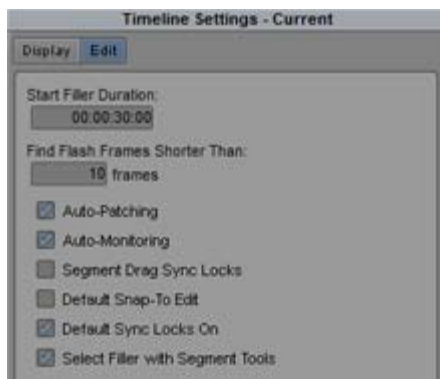 Timeline Settings - Current
Display Edit
Start Filler Duration:
00:00:30:00
Find Flash Frames Shorter Than:
10 frames
Auto-Patching
Auto-Monitoring
Segment Drag Sync Locks
Default Snap-To Edit
Default Sync Locks On
Select Filler with Segment Tools